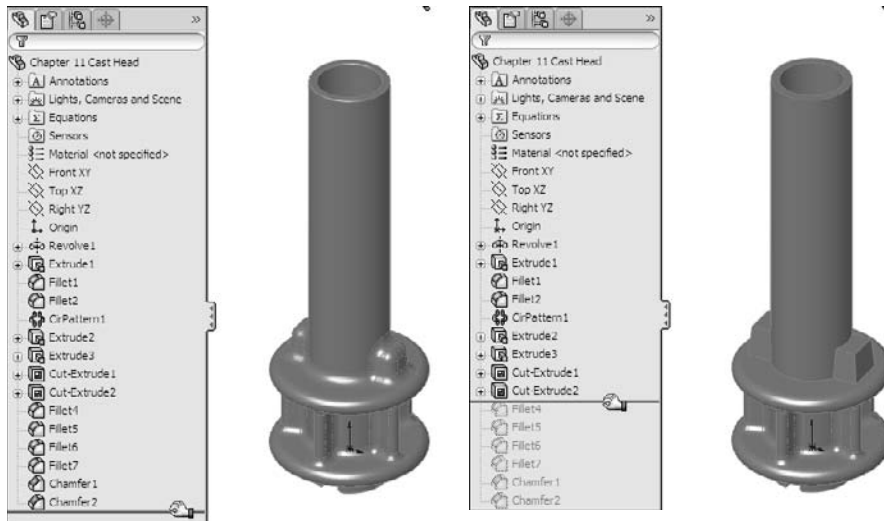 Chapter 11 Cast Head
Annotations
Lights, Cameras and Scene
Equations
Sensors
Material <not specified>
Front XY
Top XZ
Right YZ
Origin
Revolve1
Extrude1
Fillet1
Fillet2
CirPattern1
Extrude2
Extrude3
Cut-Extrude1
Cut-Extrude2
Fillet4
Fillet5
Fillet6
Fillet7
Chamfer1
Chamfer2
Chapter 11 Cast Head
Annotations
Lights, Cameras and Scene
Equations
Sensors
Material <not specified>
Front XY
Top XZ
Right YZ
Origin
Revolve1
Extrude1
Fillet1
Fillet2
CirPattern1
Extrude2
Extrude3
Cut-Extrude1
Cut-Extrude2
Fillet4
Fillet5
Fillet6
Fillet7
Chamfer1
Chamfer2